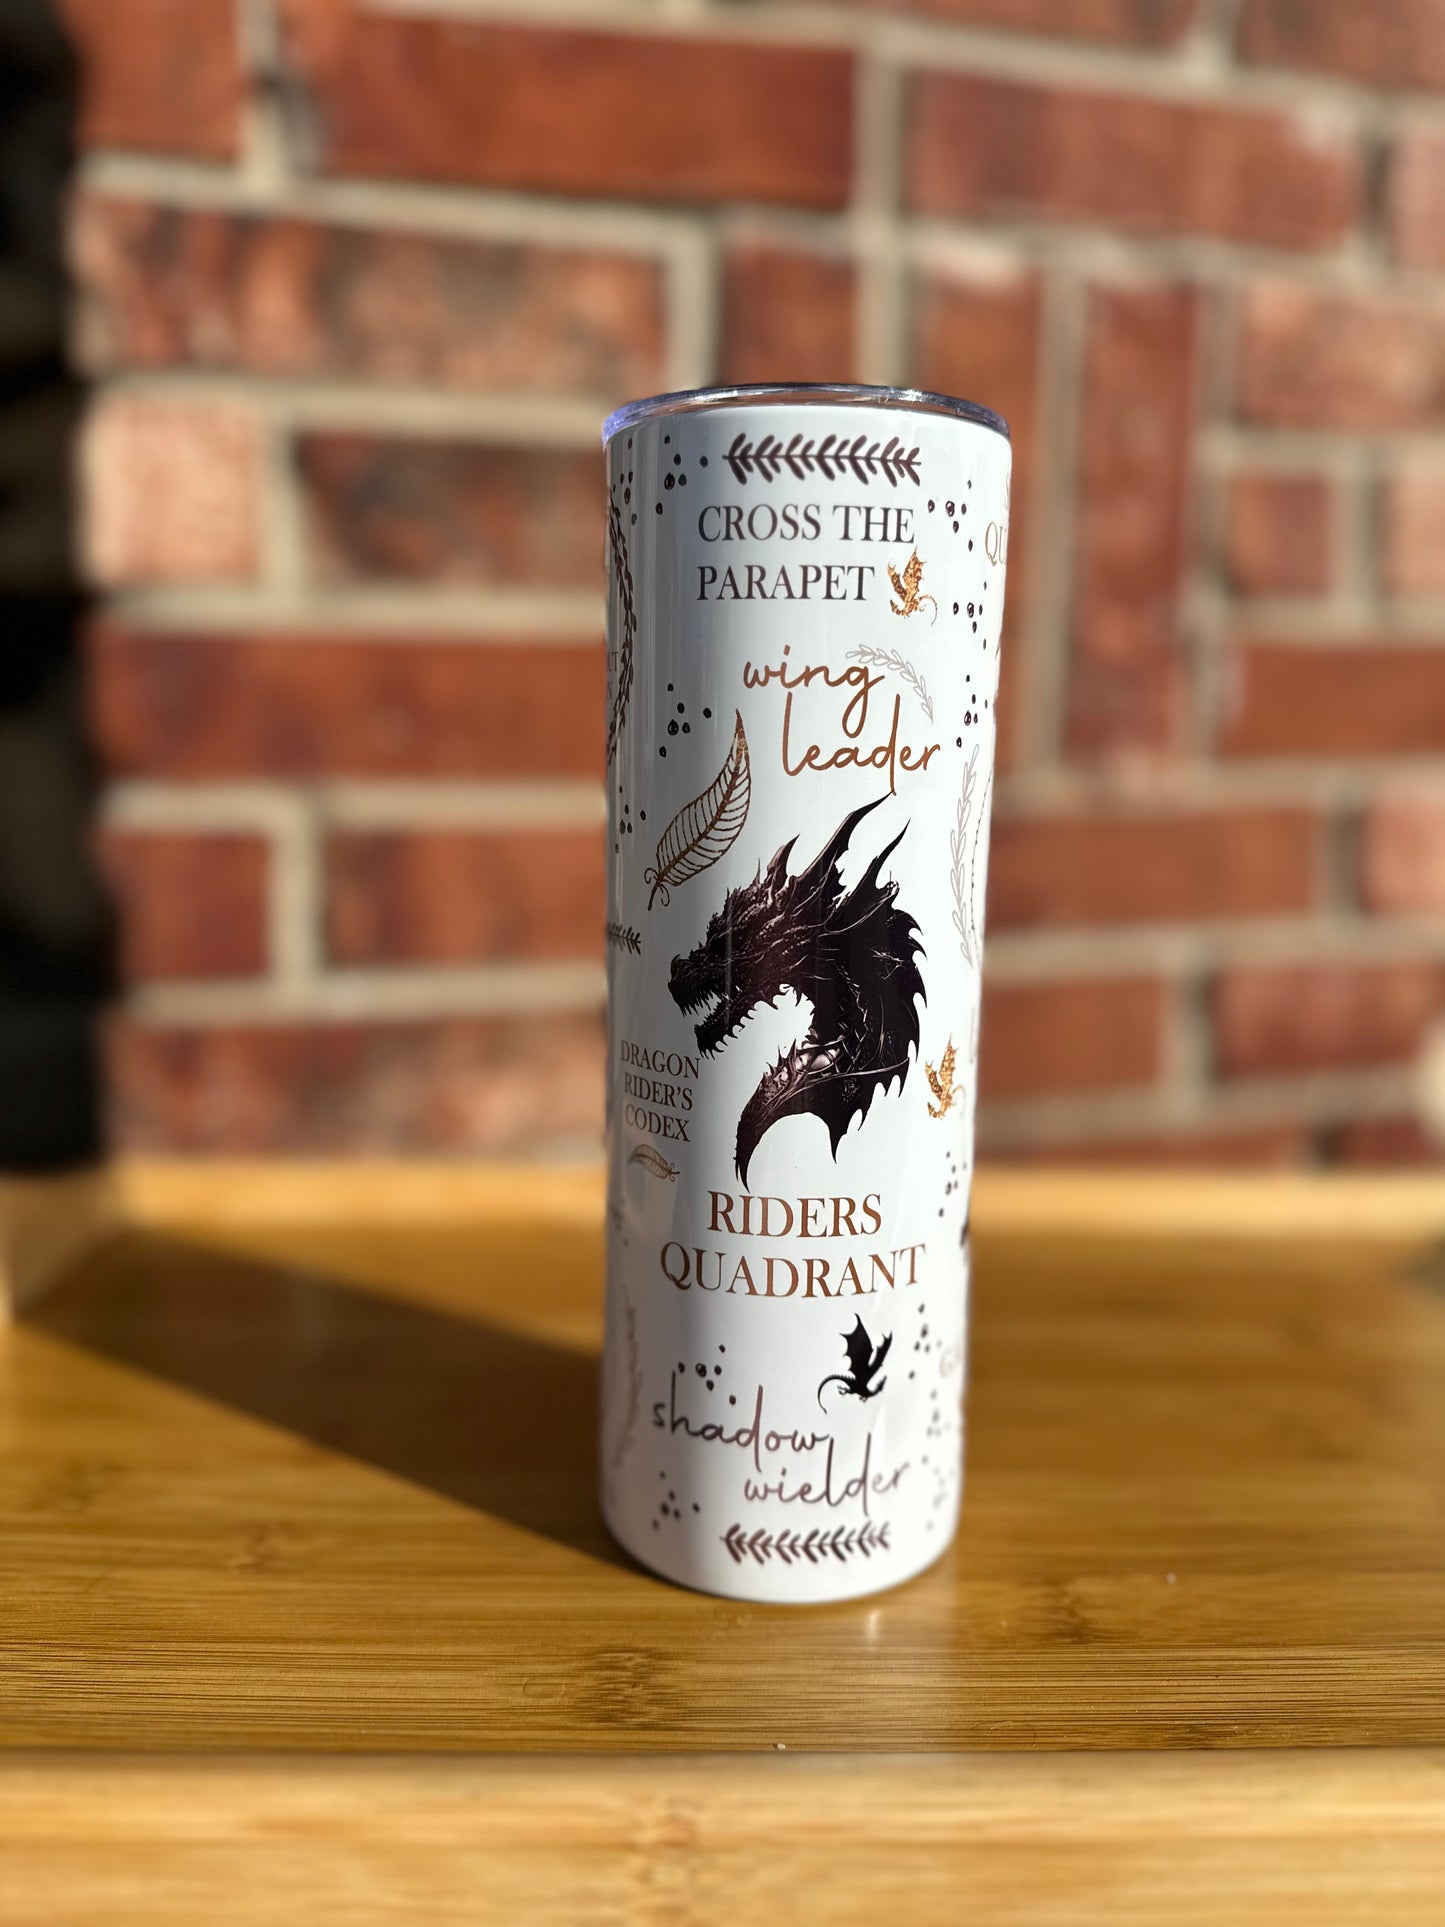 CROSS THE
PARAPET
wing
leader
DRAGON
RIDER'S
CODEX
RIDERS
QUADRANT
shadow
wielder